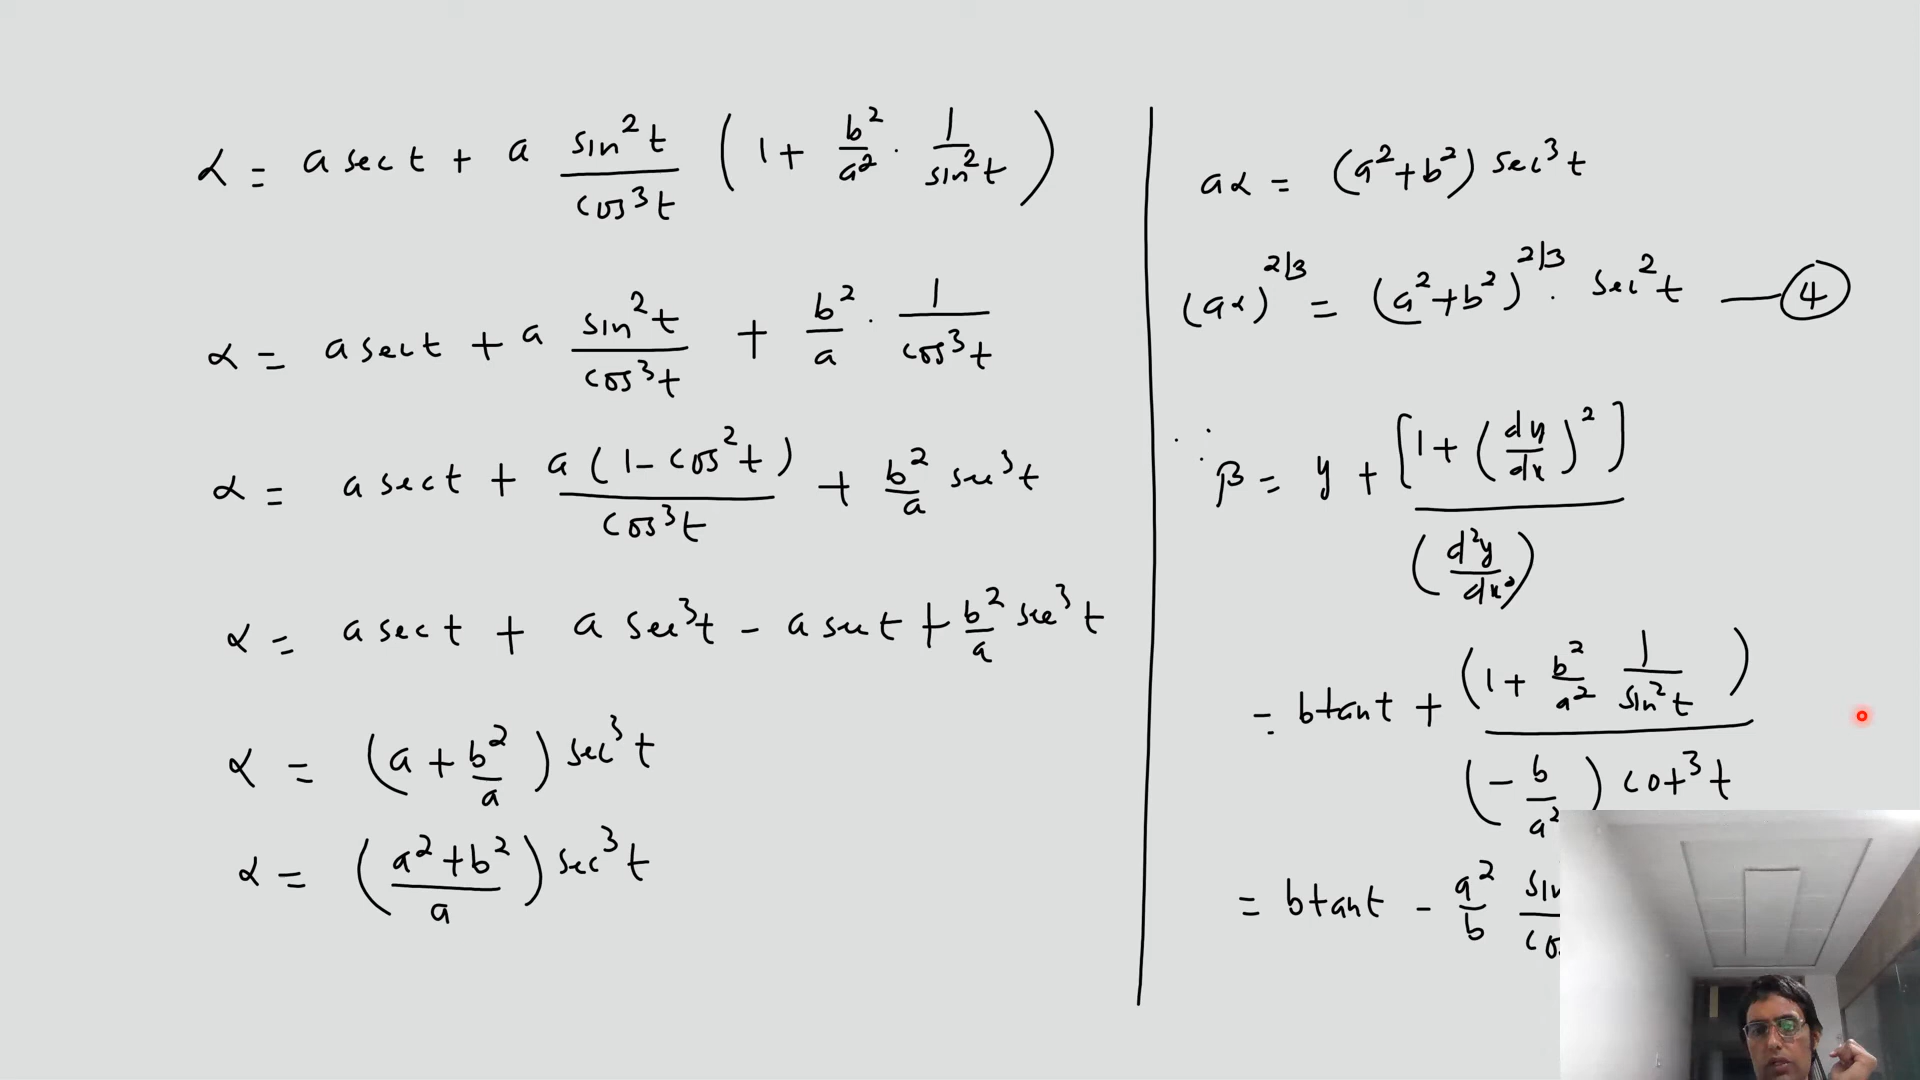 α = a sec t + a sin²t / cos³t (1 + b²/a² · 1/sin²t)
α = a sec t + a sin²t / cos³t + b²/a · 1/cos³t
α = a sec t + a(1 - cos²t) / cos³t + b²/a sec³t
α = a sec t + a sec³t - a sec t + b²/a sec³t
α = (a + b²/a) sec³t
α = ((a² + b²)/a) sec³t
aα = (a² + b²) sec³t
(aα)^2/3 = (a² + b²)^2/3 · sec²t — ④
∵ β = y + [1 + (dy/dx)²] / (d²y/dx²)
= b tan t + (1 + b²/a² 1/sin²t) / (-b/a²) cot³t
= b tan t - a²/b